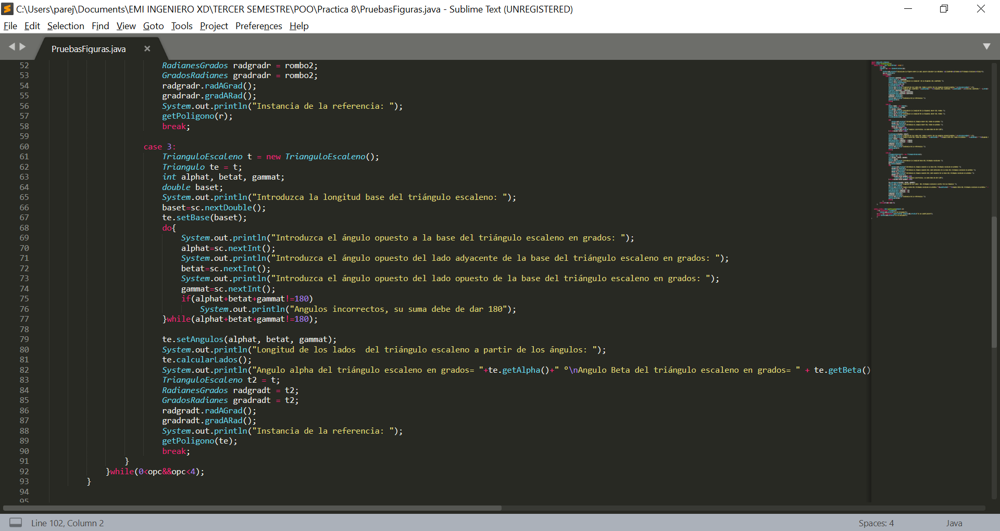 C:\Users\parej\Documents\EMI INGENIERO XD\TERCER SEMESTRE\POO\Practica 8\PruebasFiguras.java - Sublime Text (UNREGISTERED)
File Edit Selection Find View Goto Tools Project Preferences Help
PruebasFiguras.java
52 RadianesGrados radgradr = rombo2;
53 GradosRadianes gradradr = rombo2;
54 radgradr.radAGrad();
55 gradradr.gradARad();
56 System.out.println("Instancia de la referencia: ");
57 getPoligono(r);
58 break;
59
60 case 3:
61 TrianguloEscaleno t = new TrianguloEscaleno();
62 Triangulo te = t;
63 int alphat, betat, gammat;
64 double baset;
65 System.out.println("Introduzca la longitud base del triángulo escaleno: ");
66 baset=sc.nextDouble();
67 te.setBase(baset);
68 do{
69 System.out.println("Introduzca el ángulo opuesto a la base del triángulo escaleno en grados: ");
70 alphat=sc.nextInt();
71 System.out.println("Introduzca el ángulo opuesto del lado adyacente de la base del triángulo escaleno en grados: ");
72 betat=sc.nextInt();
73 System.out.println("Introduzca el ángulo opuesto del lado opuesto de la base del triángulo escaleno en grados: ");
74 gammat=sc.nextInt();
75 if(alphat+betat+gammat!=180)
76 System.out.println("Angulos incorrectos, su suma debe de dar 180");
77 }while(alphat+betat+gammat!=180);
78
79 te.setAngulos(alphat, betat, gammat);
80 System.out.println("Longitud de los lados  del triángulo escaleno a partir de los ángulos: ");
81 te.calcularLados();
82 System.out.println("Angulo alpha del triángulo escaleno en grados= "+te.getAlpha()+" º\nAngulo Beta del triángulo escaleno en grados= " + te.getBeta()
83 TrianguloEscaleno t2 = t;
84 RadianesGrados radgradt = t2;
85 GradosRadianes gradradt = t2;
86 radgradt.radAGrad();
87 gradradt.gradARad();
88 System.out.println("Instancia de la referencia: ");
89 getPoligono(te);
90 break;
91 }
92 }while(0<opc&&opc<4);
93 }
94
95
Line 102, Column 2
Spaces: 4
Java